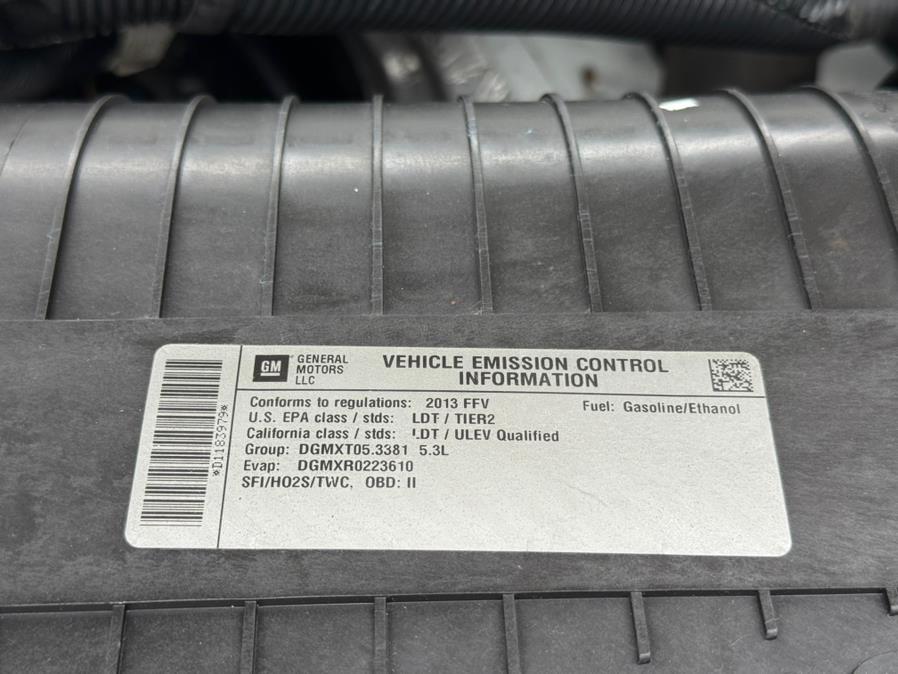 GM GENERAL
MOTORS
LLC
VEHICLE EMISSION CONTROL
INFORMATION
*D1183979*
Conforms to regulations: 2013 FFV
Fuel: Gasoline/Ethanol
U.S. EPA class / stds: LDT / TIER2
California class / stds: LDT / ULEV Qualified
Group: DGMXT05.3381 5.3L
Evap: DGMXR0223610
SFI/HO2S/TWC, OBD: II